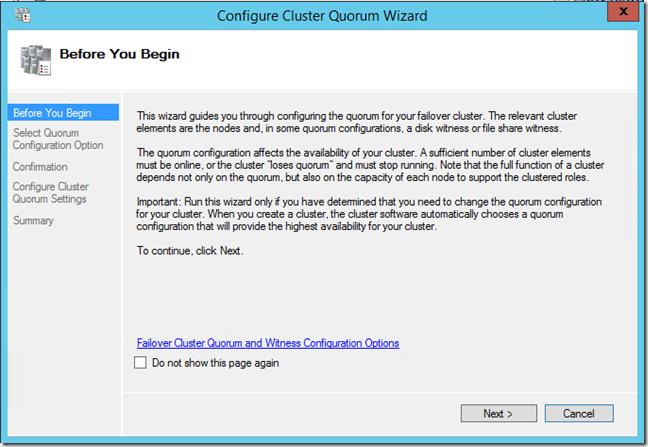 Configure Cluster Quorum Wizard
x
Before You Begin
Before You Begin
Select Quorum
Configuration Option
Confirmation
Configure Cluster
Quorum Settings
Summary
This wizard guides you through configuring the quorum for your failover cluster. The relevant cluster
elements are the nodes and, in some quorum configurations, a disk witness or file share witness.
The quorum configuration affects the availability of your cluster. A sufficient number of cluster elements
must be online, or the cluster "loses quorum" and must stop running. Note that the full function of a cluster
depends not only on the quorum, but also on the capacity of each node to support the clustered roles.
Important: Run this wizard only if you have determined that you need to change the quorum configuration
for your cluster. When you create a cluster, the cluster software automatically chooses a quorum
configuration that will provide the highest availability for your cluster.
To continue, click Next.
Failover Cluster Quorum and Witness Configuration Options
Do not show this page again
Next >
Cancel